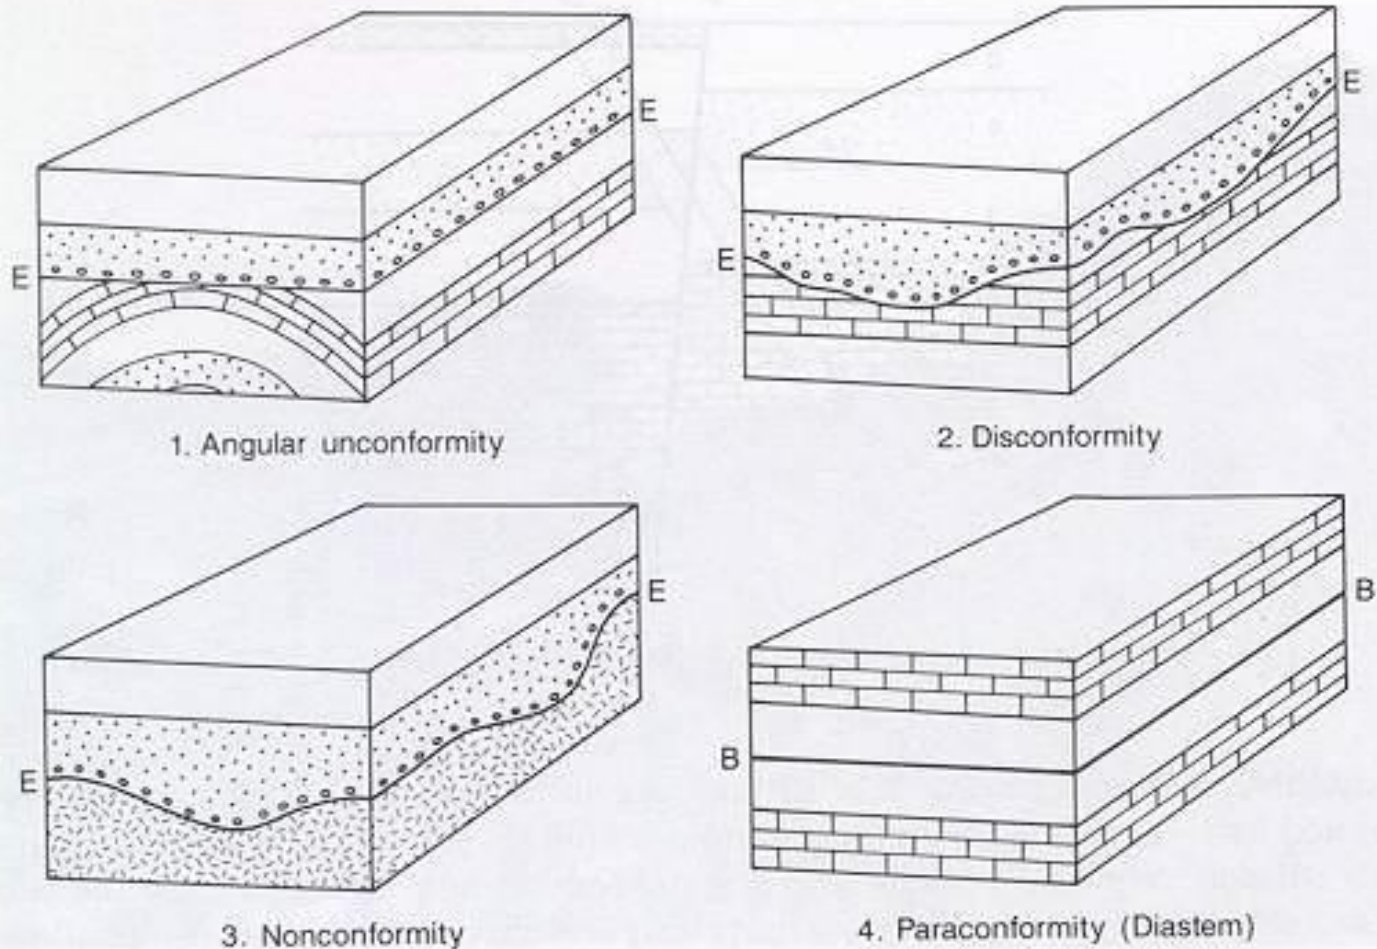 E
E
1. Angular unconformity
E
E
2. Disconformity
E
E
3. Nonconformity
B
B
4. Paraconformity (Diastem)